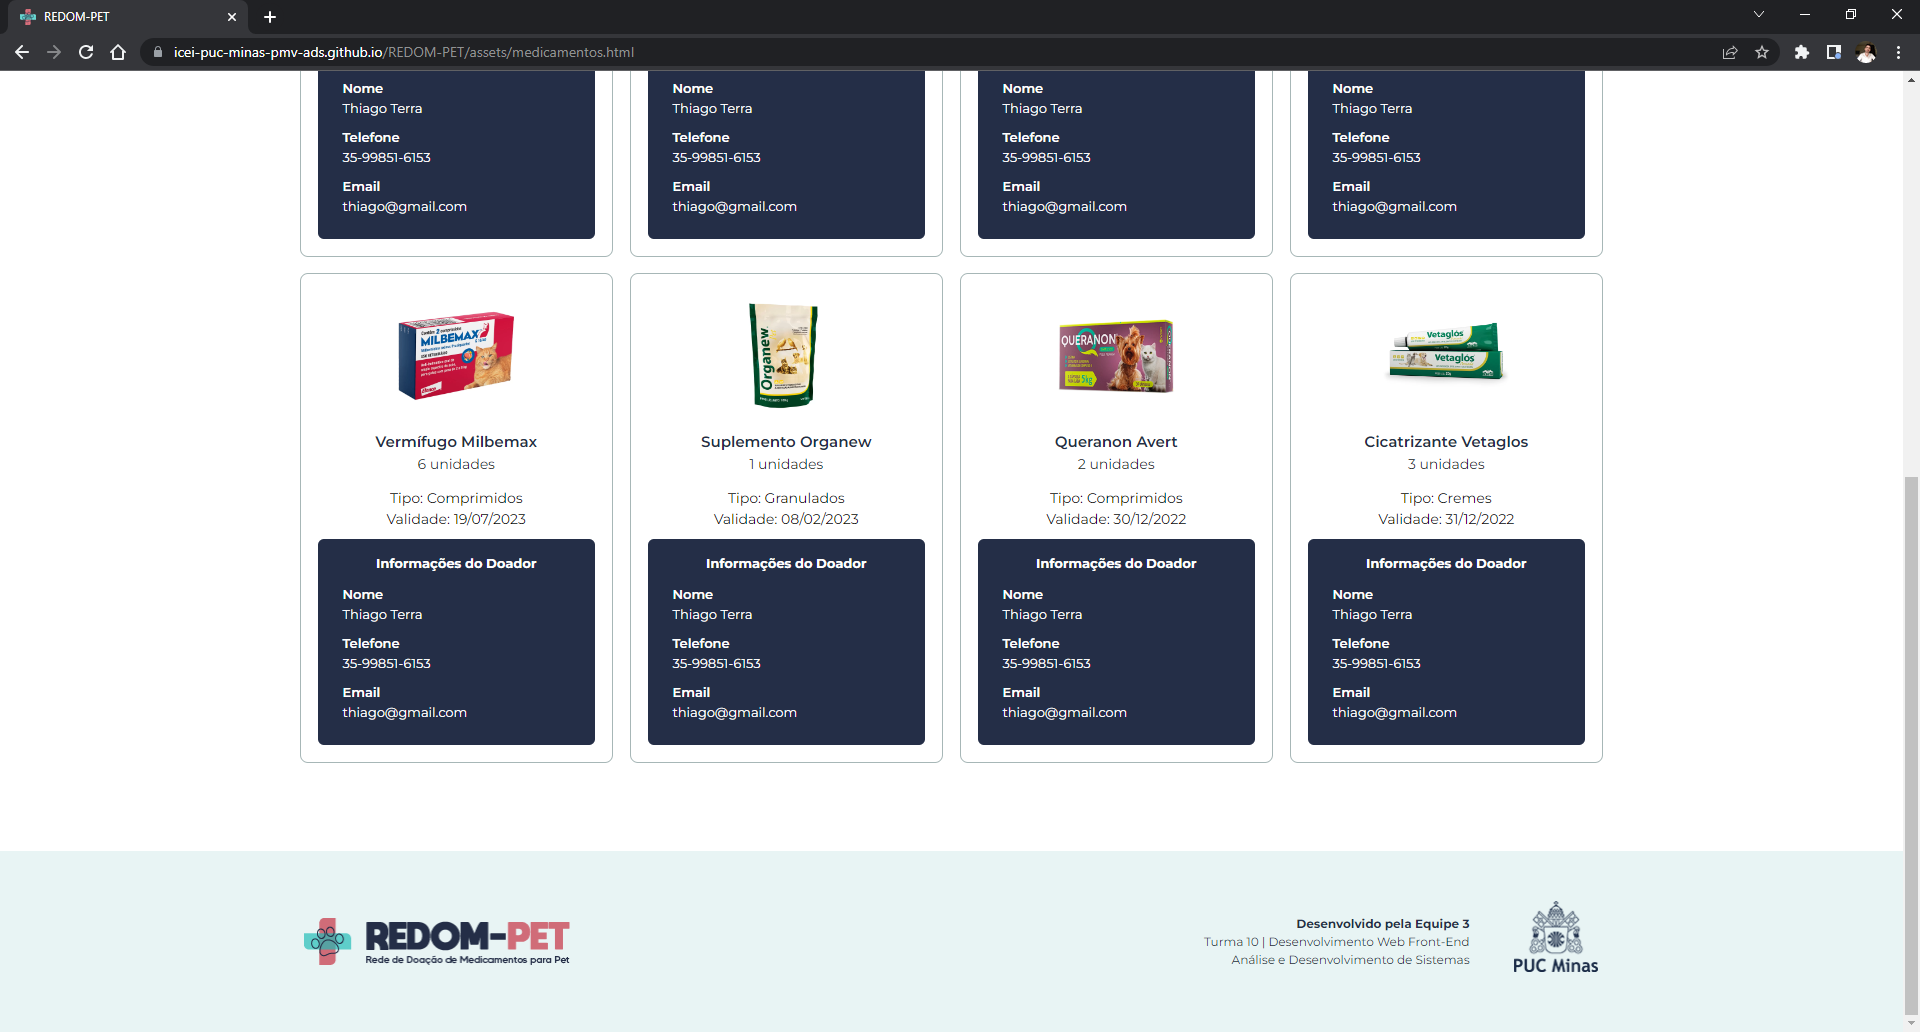 REDOM-PET
icei-puc-minas-pmv-ads.github.io/REDOM-PET/assets/medicamentos.html
Nome
Thiago Terra
Telefone
35-99851-6153
Email
thiago@gmail.com
Nome
Thiago Terra
Telefone
35-99851-6153
Email
thiago@gmail.com
Nome
Thiago Terra
Telefone
35-99851-6153
Email
thiago@gmail.com
Nome
Thiago Terra
Telefone
35-99851-6153
Email
thiago@gmail.com
MILBEMAX
Vermífugo Milbemax
6 unidades
Tipo: Comprimidos
Validade: 19/07/2023
Informações do Doador
Nome
Thiago Terra
Telefone
35-99851-6153
Email
thiago@gmail.com
Organew
Suplemento Organew
1 unidades
Tipo: Granulados
Validade: 08/02/2023
Informações do Doador
Nome
Thiago Terra
Telefone
35-99851-6153
Email
thiago@gmail.com
QUERANON
5kg
Queranon Avert
2 unidades
Tipo: Comprimidos
Validade: 30/12/2022
Informações do Doador
Nome
Thiago Terra
Telefone
35-99851-6153
Email
thiago@gmail.com
Vetaglós
Vetaglós
Cicatrizante Vetaglos
3 unidades
Tipo: Cremes
Validade: 31/12/2022
Informações do Doador
Nome
Thiago Terra
Telefone
35-99851-6153
Email
thiago@gmail.com
REDOM-PET
Rede de Doação de Medicamentos para Pet
Desenvolvido pela Equipe 3
Turma 10 | Desenvolvimento Web Front-End
Análise e Desenvolvimento de Sistemas
PUC Minas